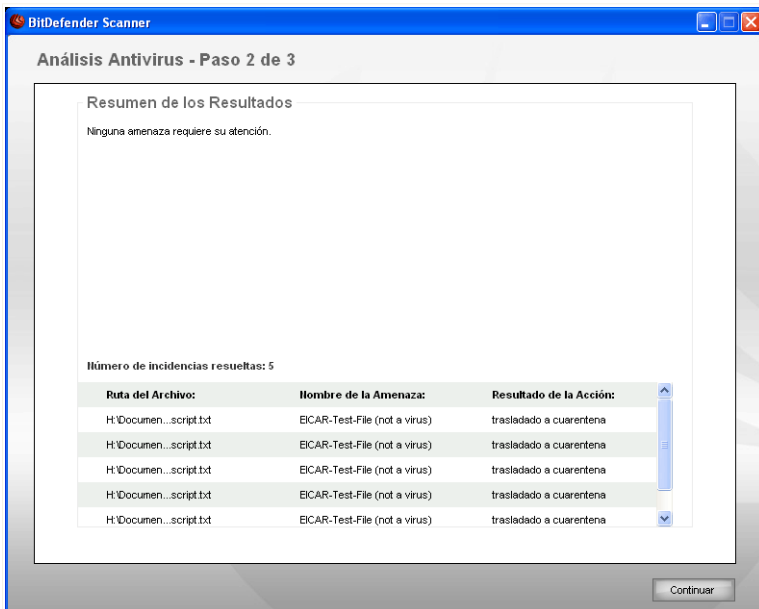 BitDefender Scanner
Análisis Antivirus - Paso 2 de 3
Resumen de los Resultados
Ninguna amenaza requiere su atención.
Número de incidencias resueltas: 5
Ruta del Archivo: Nombre de la Amenaza: Resultado de la Acción:
H:\Documen...script.txt EICAR-Test-File (not a virus) trasladado a cuarentena
H:\Documen...script.txt EICAR-Test-File (not a virus) trasladado a cuarentena
H:\Documen...script.txt EICAR-Test-File (not a virus) trasladado a cuarentena
H:\Documen...script.txt EICAR-Test-File (not a virus) trasladado a cuarentena
H:\Documen...script.txt EICAR-Test-File (not a virus) trasladado a cuarentena
Continuar